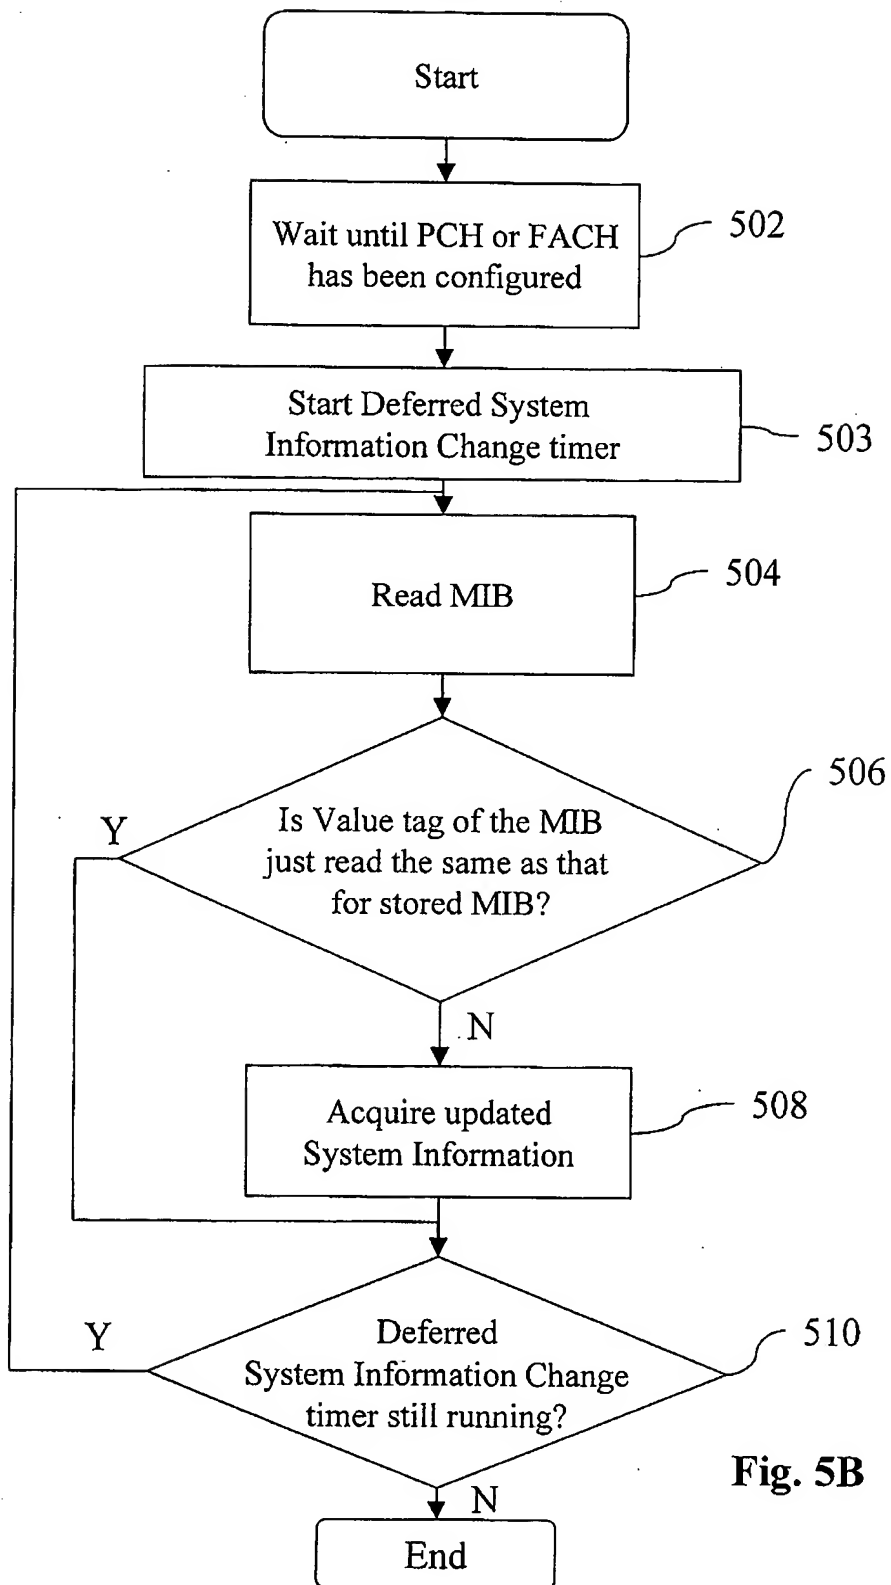 Start
Wait until PCH or FACH
has been configured
502
Start Deferred System
Information Change timer
503
Read MIB
504
Is Value tag of the MIB
just read the same as that
for stored MIB?
506
Y
N
Acquire updated
System Information
508
Deferred
System Information Change
timer still running?
510
Y
N
End
Fig. 5B